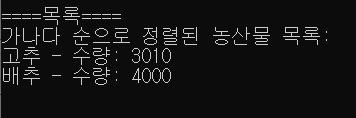 ====목록====
가나다 순으로 정렬된 농산물 목록:
고추 - 수량: 3010
배추 - 수량: 4000